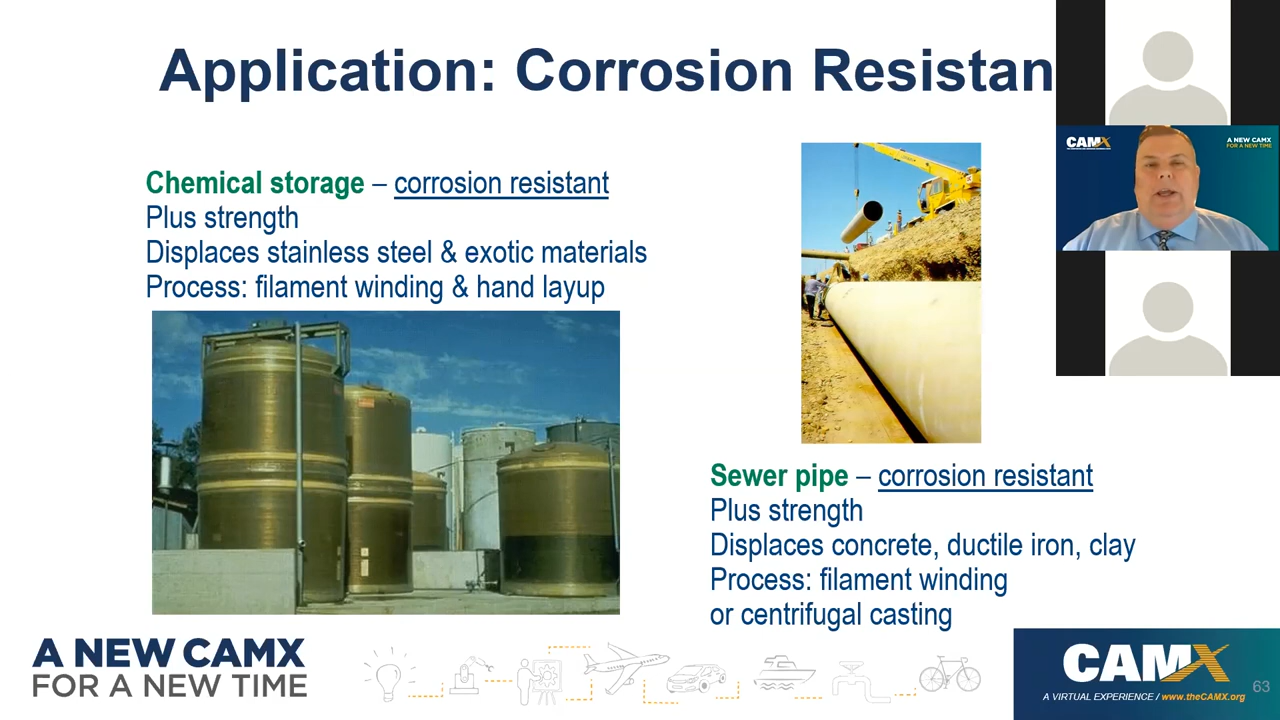 Application: Corrosion Resistan
Chemical storage – corrosion resistant
Plus strength
Displaces stainless steel & exotic materials
Process: filament winding & hand layup
Sewer pipe – corrosion resistant
Plus strength
Displaces concrete, ductile iron, clay
Process: filament winding
or centrifugal casting
CAMX
A NEW CAMX
FOR A NEW TIME
A NEW CAMX
FOR A NEW TIME
CAMX
A VIRTUAL EXPERIENCE / www.theCAMX.org
63